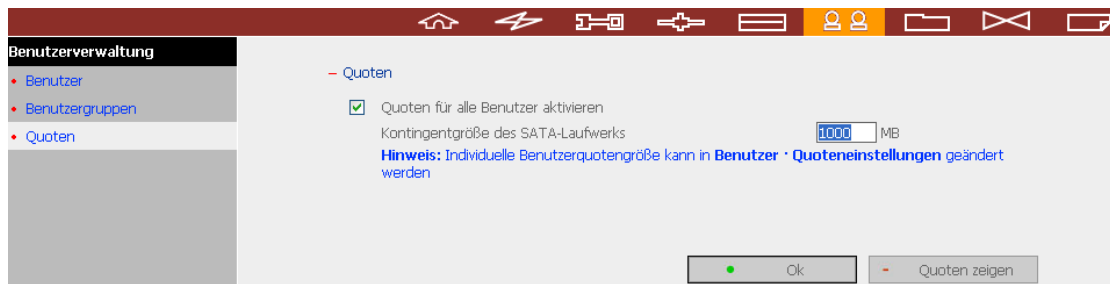 Benutzerverwaltung
Benutzer
Benutzergruppen
Quoten
– Quoten
Quoten für alle Benutzer aktivieren
Kontingentgröße des SATA-Laufwerks 1000 MB
Hinweis: Individuelle Benutzerquotengröße kann in Benutzer · Quoteneinstellungen geändert
werden
Ok
Quoten zeigen